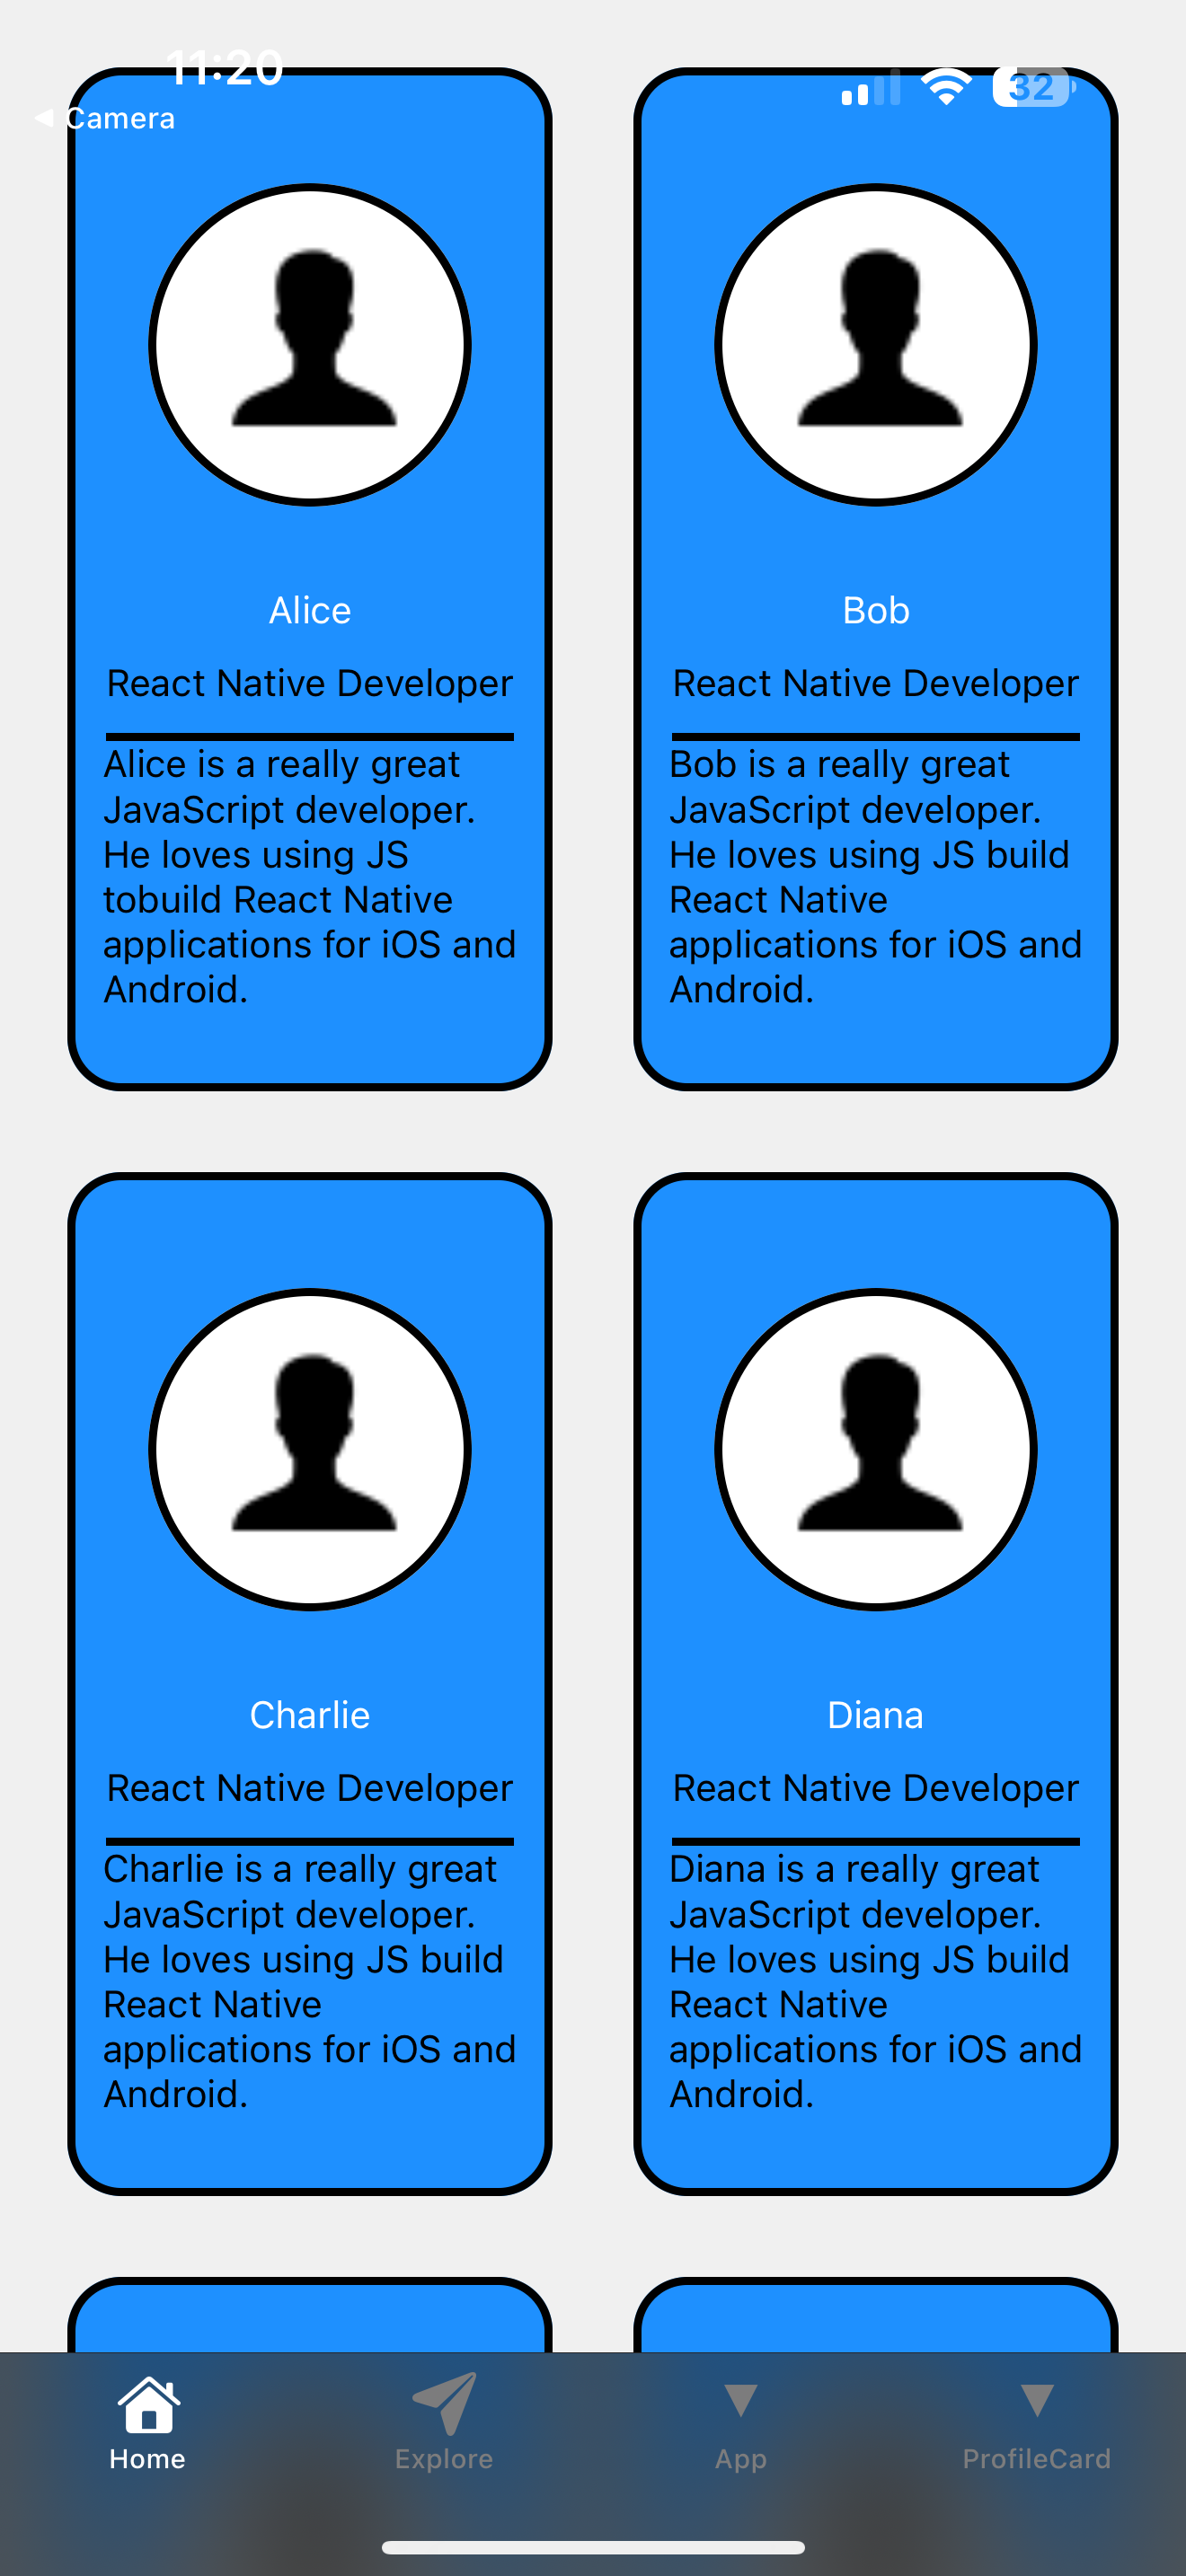 11:20
32
Camera
Alice
React Native Developer
Alice is a really great
JavaScript developer.
He loves using JS
tobuild React Native
applications for iOS and
Android.
Bob
React Native Developer
Bob is a really great
JavaScript developer.
He loves using JS build
React Native
applications for iOS and
Android.
Charlie
React Native Developer
Charlie is a really great
JavaScript developer.
He loves using JS build
React Native
applications for iOS and
Android.
Diana
React Native Developer
Diana is a really great
JavaScript developer.
He loves using JS build
React Native
applications for iOS and
Android.
Home
Explore
App
ProfileCard